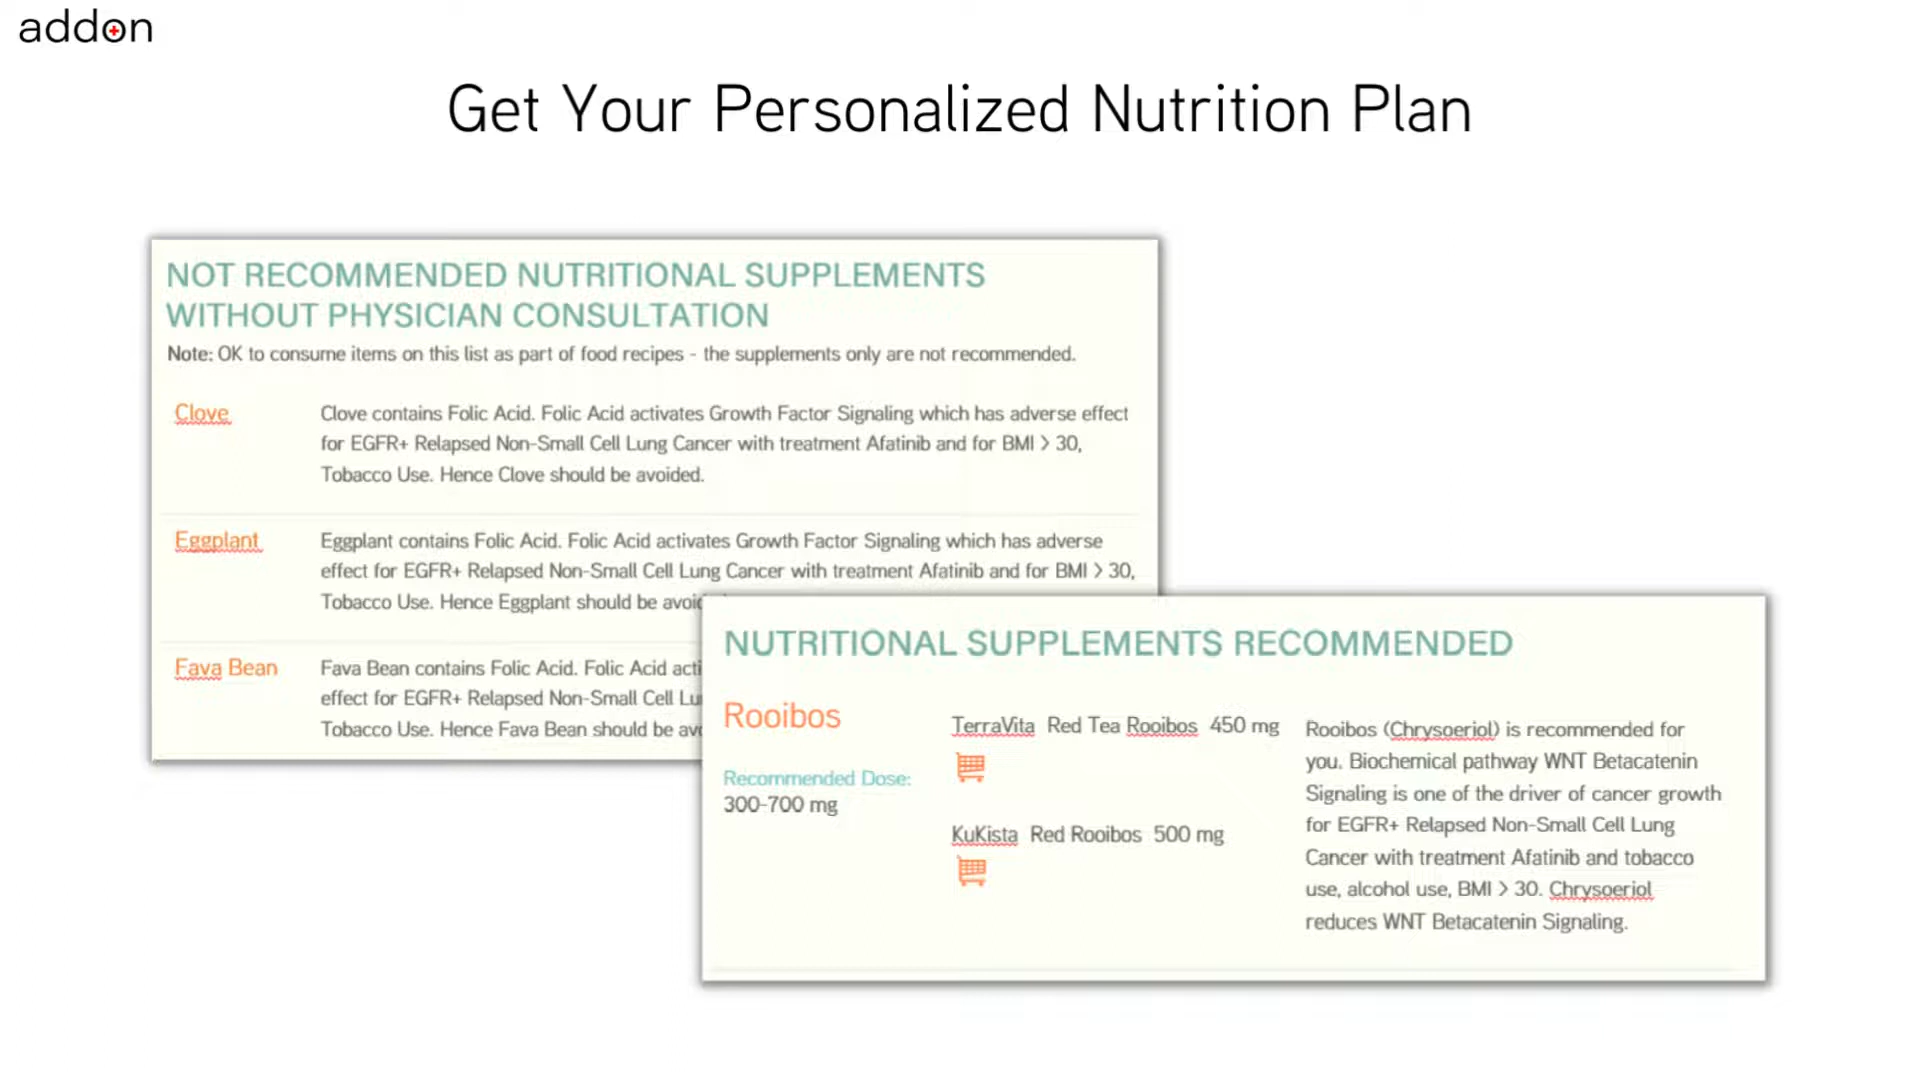 addon
Get Your Personalized Nutrition Plan
NOT RECOMMENDED NUTRITIONAL SUPPLEMENTS
WITHOUT PHYSICIAN CONSULTATION
Note: OK to consume items on this list as part of food recipes - the supplements only are not recommended.
Clove
Clove contains Folic Acid. Folic Acid activates Growth Factor Signaling which has adverse effect
for EGFR+ Relapsed Non-Small Cell Lung Cancer with treatment Afatinib and for BMI > 30,
Tobacco Use. Hence Clove should be avoided.
Eggplant
Eggplant contains Folic Acid. Folic Acid activates Growth Factor Signaling which has adverse
effect for EGFR+ Relapsed Non-Small Cell Lung Cancer with treatment Afatinib and for BMI > 30,
Tobacco Use. Hence Eggplant should be
Fava Bean
Fava Bean contains Folic Acid. Folic Acid
effect for EGFR+ Relapsed Non-Small Cell
Tobacco Use. Hence Fava Bean should be
NUTRITIONAL SUPPLEMENTS RECOMMENDED
Rooibos
Recommended Dose:
300-700 mg
TerraVita Red Tea Rooibos 450 mg
KuKista Red Rooibos 500 mg
Rooibos (Chrysoeriol) is recommended for
you. Biochemical pathway WNT Betacatenin
Signaling is one of the driver of cancer growth
for EGFR+ Relapsed Non-Small Cell Lung
Cancer with treatment Afatinib and tobacco
use, alcohol use, BMI > 30. Chrysoeriol
reduces WNT Betacatenin Signaling.